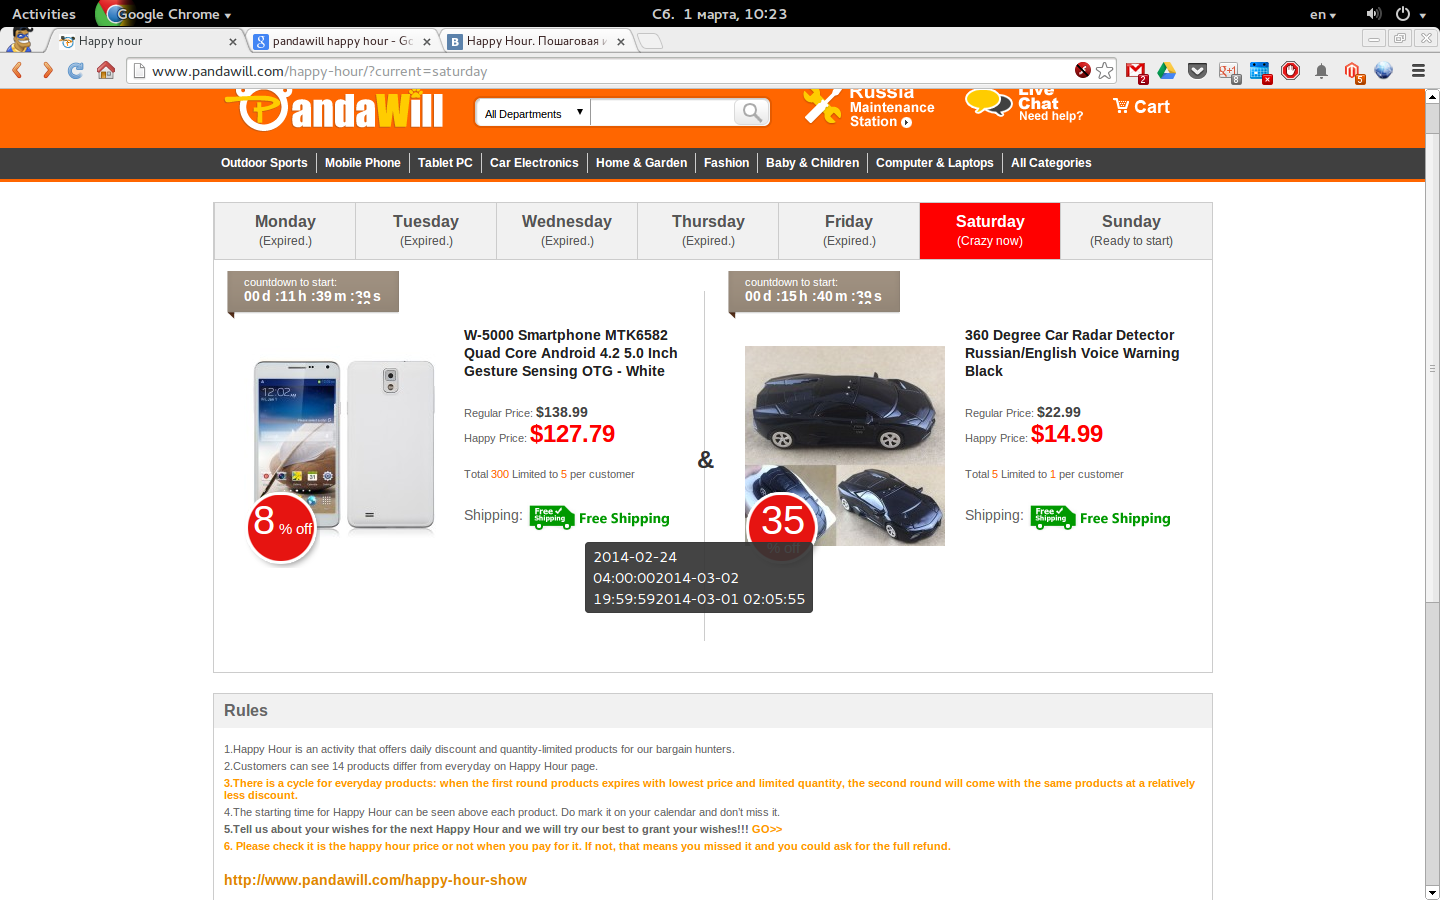 Activities
Google Chrome
Сб.  1 марта, 10:23
en
Happy hour
pandawill happy hour - Go
Happy Hour. Пошаговая и
www.pandawill.com/happy-hour/?current=saturday
2
8
5
PandaWill
All Departments
Russia
Maintenance
Station
Live
Chat
Need help?
Cart
Outdoor Sports
Mobile Phone
Tablet PC
Car Electronics
Home & Garden
Fashion
Baby & Children
Computer & Laptops
All Categories
Monday
(Expired.)
Tuesday
(Expired.)
Wednesday
(Expired.)
Thursday
(Expired.)
Friday
(Expired.)
Saturday
(Crazy now)
Sunday
(Ready to start)
countdown to start:
00 d :11 h :39 m :39 s
W-5000 Smartphone MTK6582
Quad Core Android 4.2 5.0 Inch
Gesture Sensing OTG - White
12:02
Regular Price: $138.99
Happy Price: $127.79
Total 300 Limited to 5 per customer
Shipping: Free Shipping Free Shipping
8 % off
&
countdown to start:
00 d :15 h :40 m :39 s
360 Degree Car Radar Detector
Russian/English Voice Warning
Black
Regular Price: $22.99
Happy Price: $14.99
Total 5 Limited to 1 per customer
Shipping: Free Shipping Free Shipping
35
% off
2014-02-24
04:00:002014-03-02
19:59:592014-03-01 02:05:55
Rules
1.Happy Hour is an activity that offers daily discount and quantity-limited products for our bargain hunters.
2.Customers can see 14 products differ from everyday on Happy Hour page.
3.There is a cycle for everyday products: when the first round products expires with lowest price and limited quantity, the second round will come with the same products at a relatively
less discount.
4.The starting time for Happy Hour can be seen above each product. Do mark it on your calendar and don't miss it.
5.Tell us about your wishes for the next Happy Hour and we will try our best to grant your wishes!!! GO>>
6. Please check it is the happy hour price or not when you pay for it. If not, that means you missed it and you could ask for the full refund.
http://www.pandawill.com/happy-hour-show